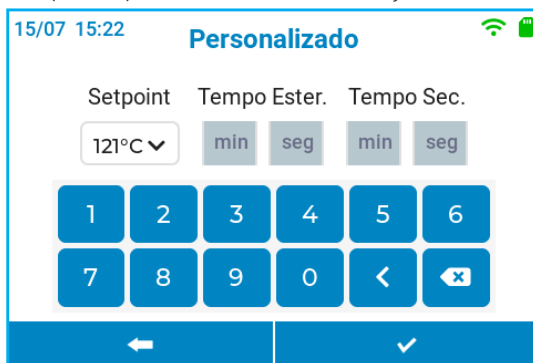 15/07 15:22
Personalizado
Setpoint Tempo Ester. Tempo Sec.
121°C min seg min seg
1 2 3 4 5 6
7 8 9 0